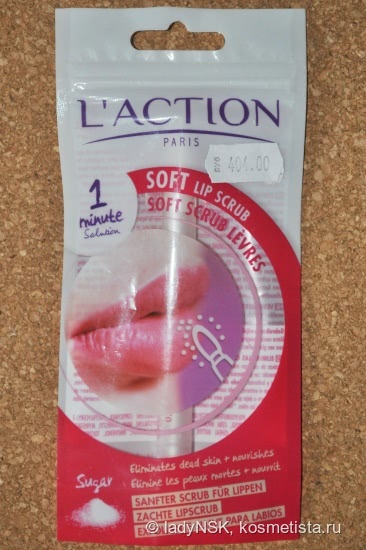 L'ACTION
PARIS
руб 404.00
SOFT LIP SCRUB
SOFT SCRUB LÈVRES
1
minute
Solution
Sugar
Eliminates dead skin + nourishes
Elimine les peaux mortes + nourrit
SANFTER SCRUB FÜR LIPPEN
ZACHTE LIPSCRUB
PARA LABIOS
© ladyNSK, kosmetista.ru